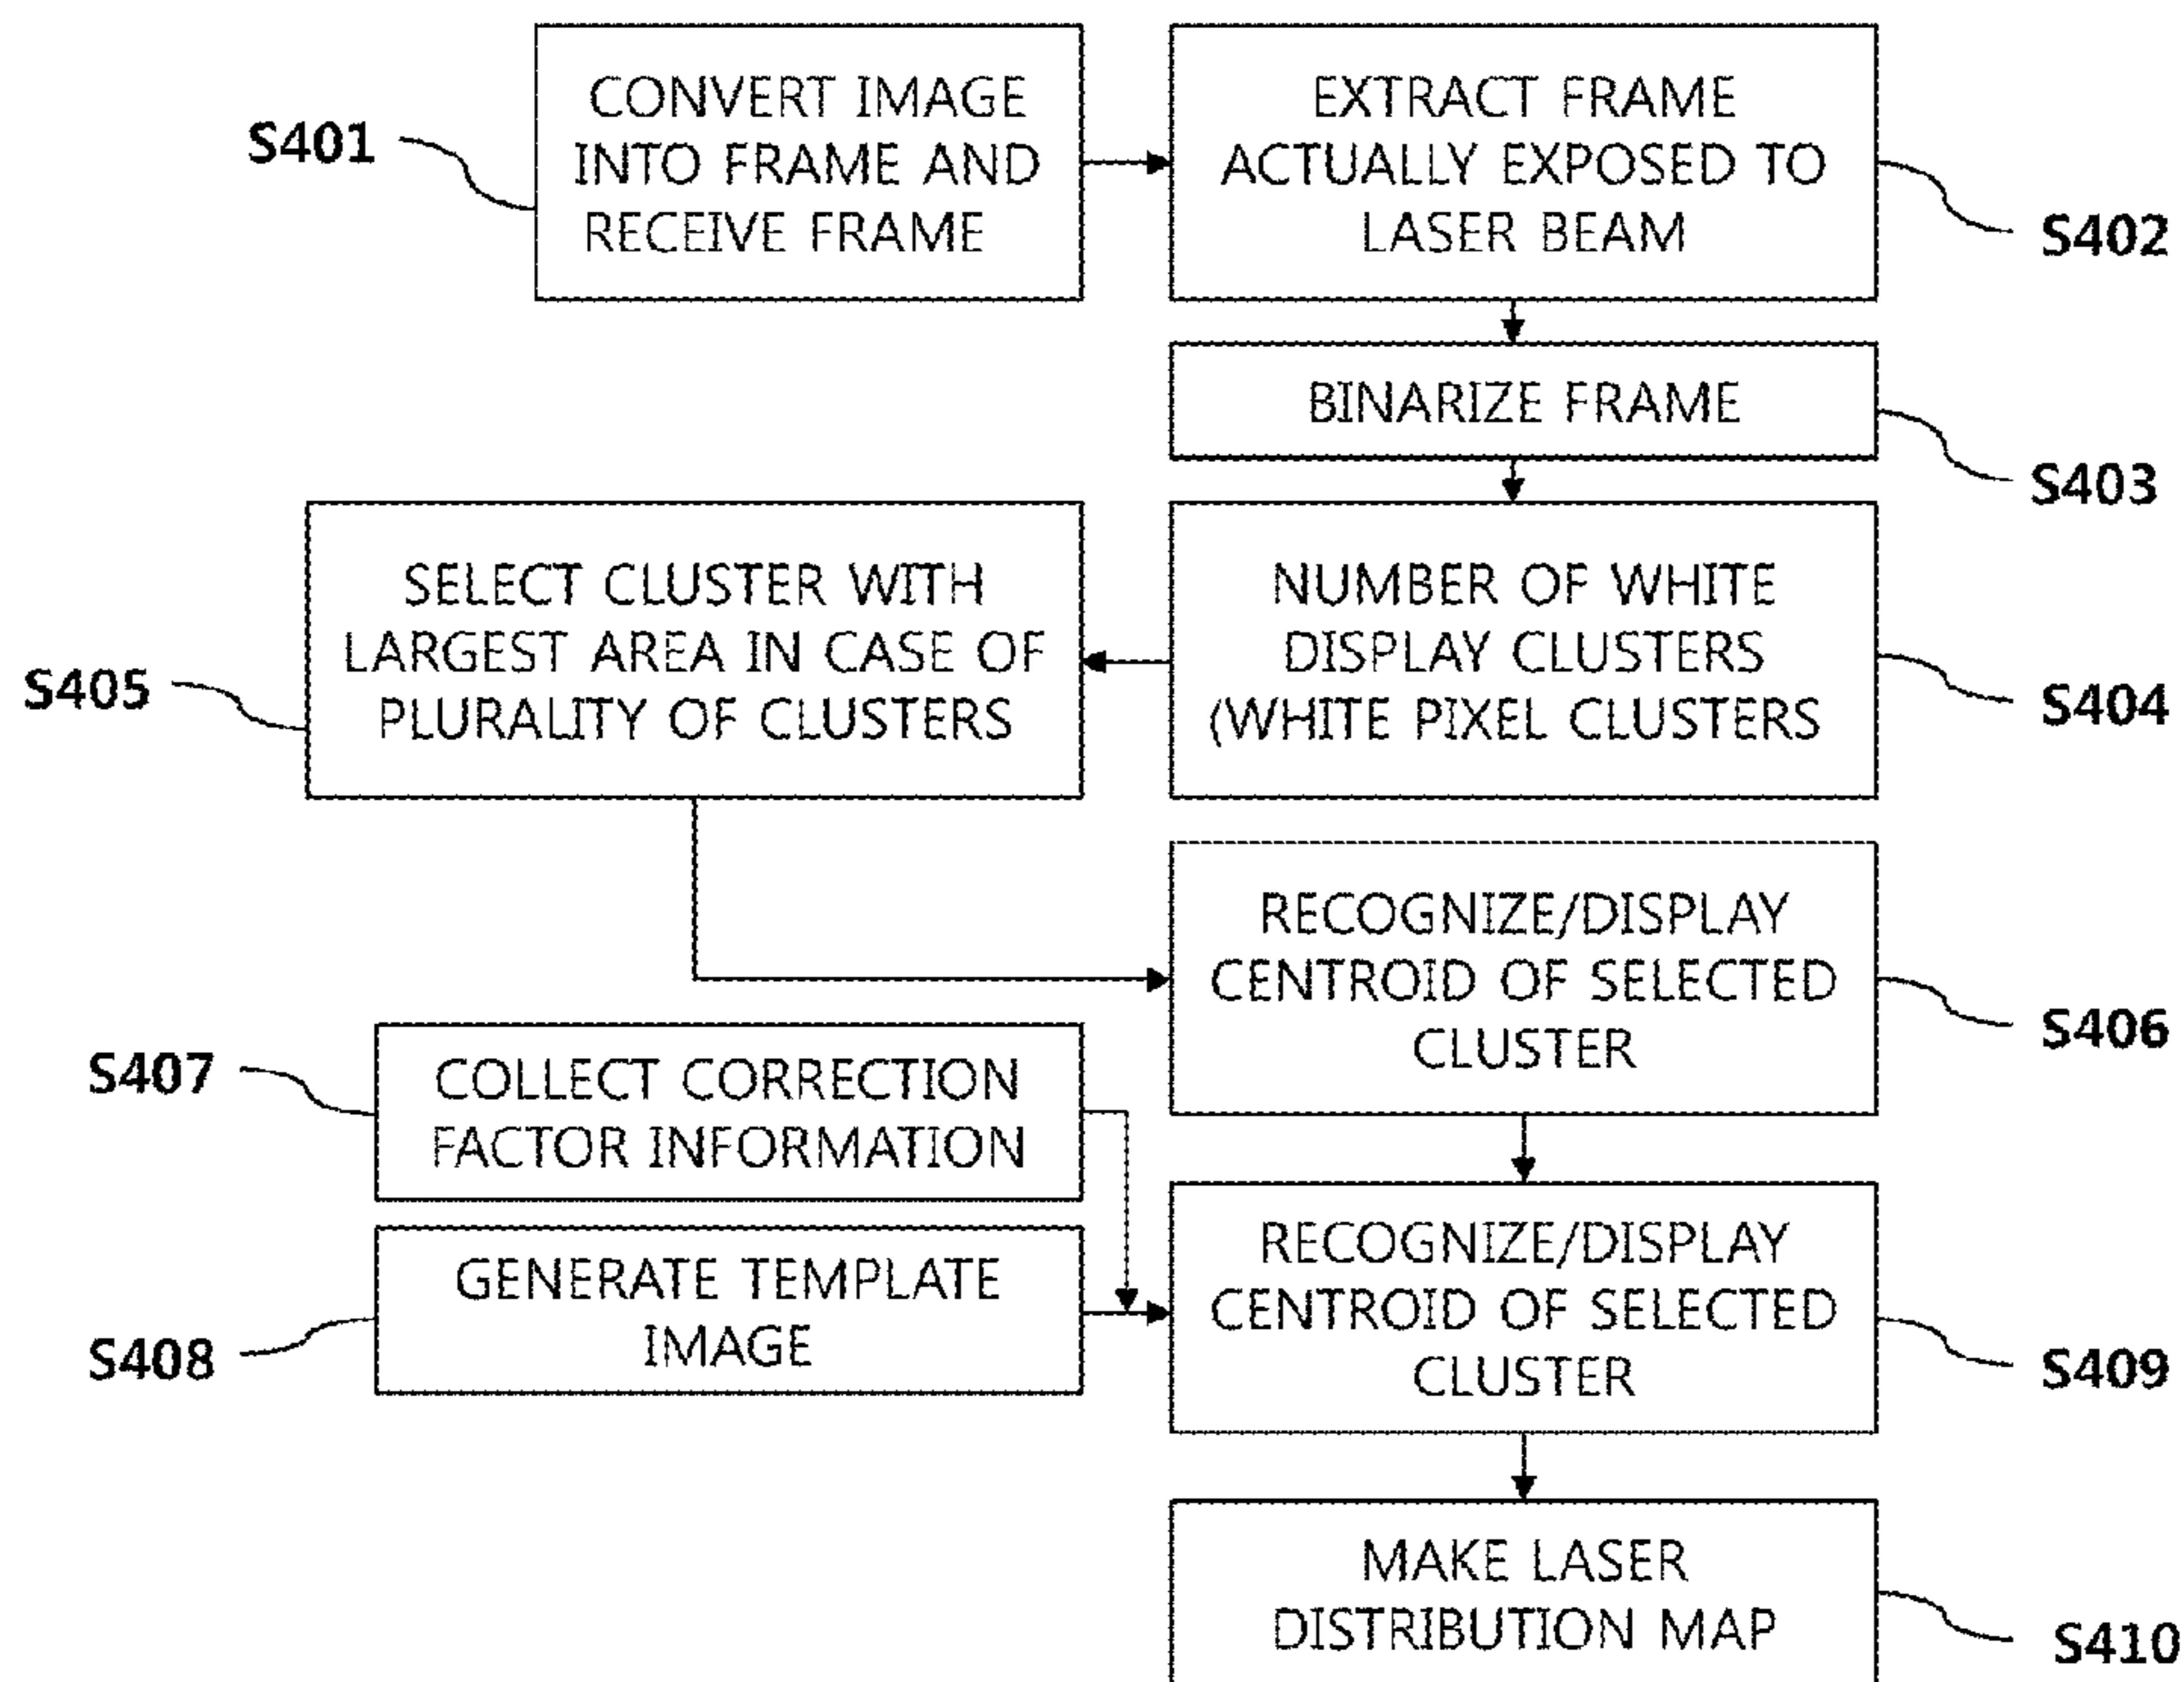 CONVERT IMAGE
INTO FRAME AND
RECEIVE FRAME
S401
EXTRACT FRAME
ACTUALLY EXPOSED TO
LASER BEAM
S402
BINARIZE FRAME
S403
NUMBER OF WHITE
DISPLAY CLUSTERS
(WHITE PIXEL CLUSTERS
S404
SELECT CLUSTER WITH
LARGEST AREA IN CASE OF
PLURALITY OF CLUSTERS
S405
RECOGNIZE/DISPLAY
CENTROID OF SELECTED
CLUSTER
S406
COLLECT CORRECTION
FACTOR INFORMATION
S407
GENERATE TEMPLATE
IMAGE
S408
RECOGNIZE/DISPLAY
CENTROID OF SELECTED
CLUSTER
S409
MAKE LASER
DISTRIBUTION MAP
S410